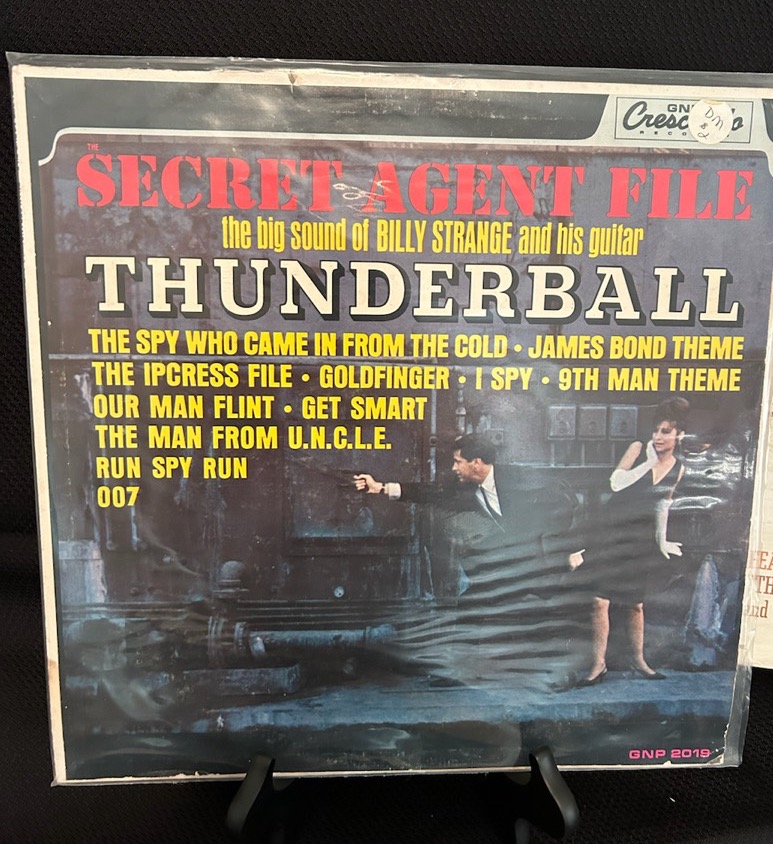 GNP
Cresc o
THE
SECRET AGENT FILE
the big sound of BILLY STRANGE and his guitar
THUNDERBALL
THE SPY WHO CAME IN FROM THE COLD • JAMES BOND THEME
THE IPCRESS FILE • GOLDFINGER • I SPY • 9TH MAN THEME
OUR MAN FLINT • GET SMART
THE MAN FROM U.N.C.L.E.
RUN SPY RUN
007
GNP 2019